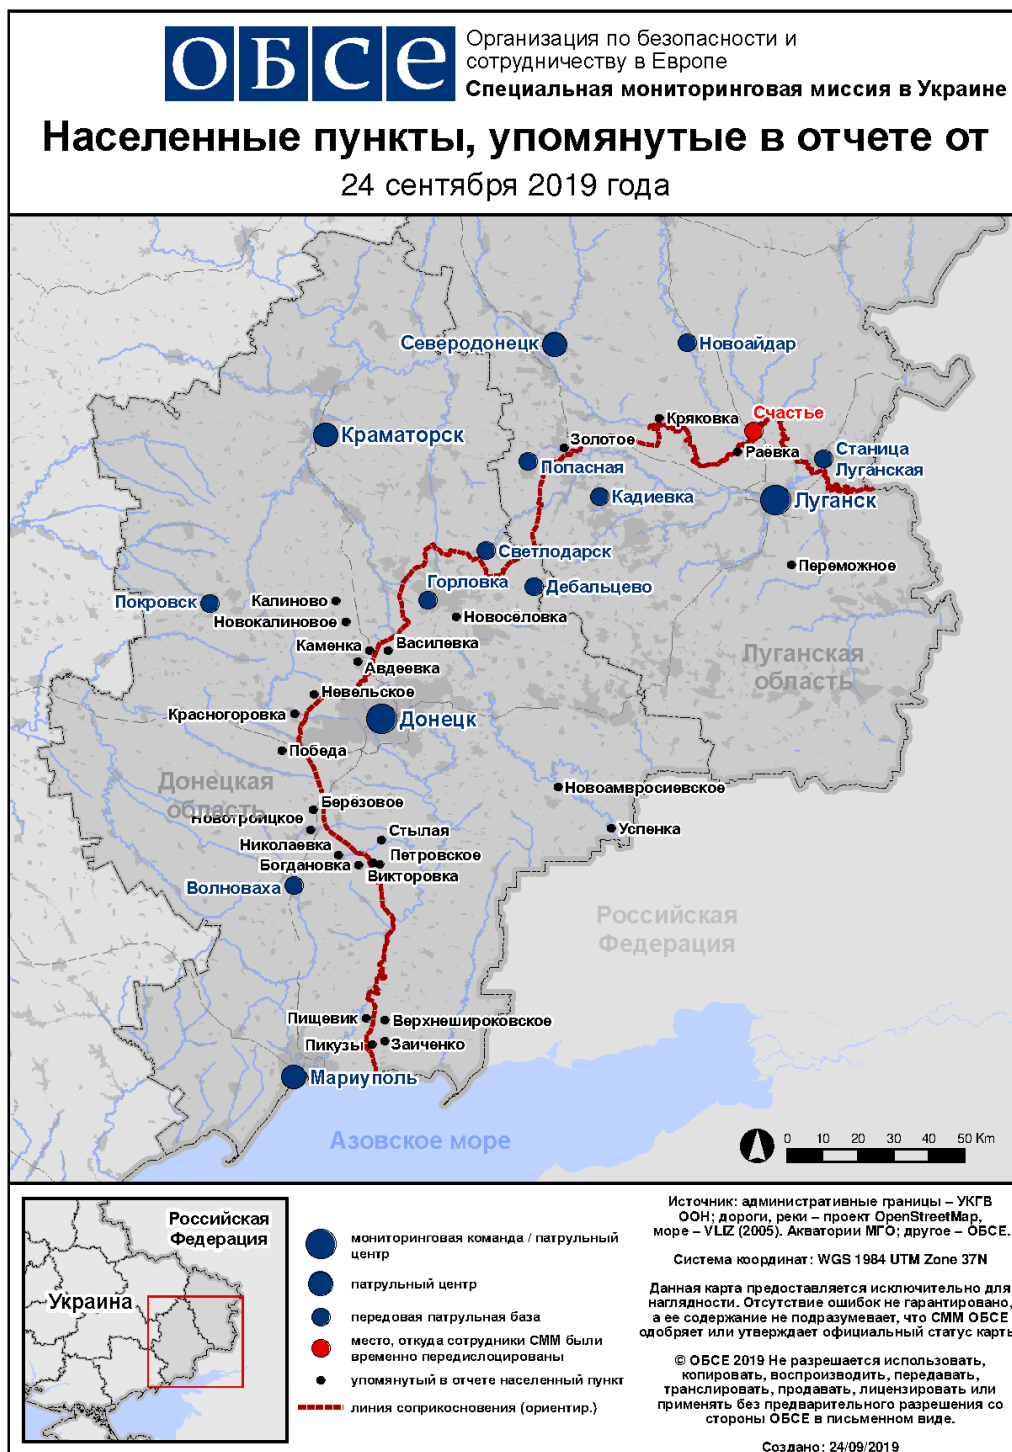 ОБСЕ
Организация по безопасности и
сотрудничеству в Европе
Специальная мониторинговая миссия в Украине
Населенные пункты, упомянутые в отчете от
24 сентября 2019 года
Северодонецк
Новоайдар
Кряковка
Счастье
Краматорск
Золотое
Раёвка
Станица
Луганская
Попасная
Кадиевка
Луганск
Светлодарск
Переможное
Горловка
Дебальцево
Покровск
Калиново
Новокалиновое
Новосёловка
Каменка
Василевка
Авдеевка
Луганская
область
Невельское
Красногоровка
Донецк
Победа
Донецкая
область
Новоамвросиевское
Берёзовое
Новотроицкое
Стылая
Успенка
Николаевка
Петровское
Богдановка
Викторовка
Волноваха
Российская
Федерация
Пищевик
Верхнешироковское
Пикузы
Заиченко
Мариуполь
Азовское море
0 10 20 30 40 50 Km
Российская
Федерация
Украина
мониторинговая команда / патрульный
центр
патрульный центр
передовая патрульная база
место, откуда сотрудники СММ были
временно передислоцированы
упомянутый в отчете населенный пункт
линия соприкосновения (ориентир.)
Источник: административные границы – УКГВ
ООН; дороги, реки – проект OpenStreetMap,
море – VLIZ (2005). Акватории МГО; другое – ОБСЕ.
Система координат: WGS 1984 UTM Zone 37N
Данная карта предоставляется исключительно для
наглядности. Отсутствие ошибок не гарантировано,
а ее содержание не подразумевает, что СММ ОБСЕ
одобряет или утверждает официальный статус карты
© ОБСЕ 2019 Не разрешается использовать,
копировать, воспроизводить, передавать,
транслировать, продавать, лицензировать или
применять без предварительного разрешения со
стороны ОБСЕ в письменном виде.
Создано: 24/09/2019